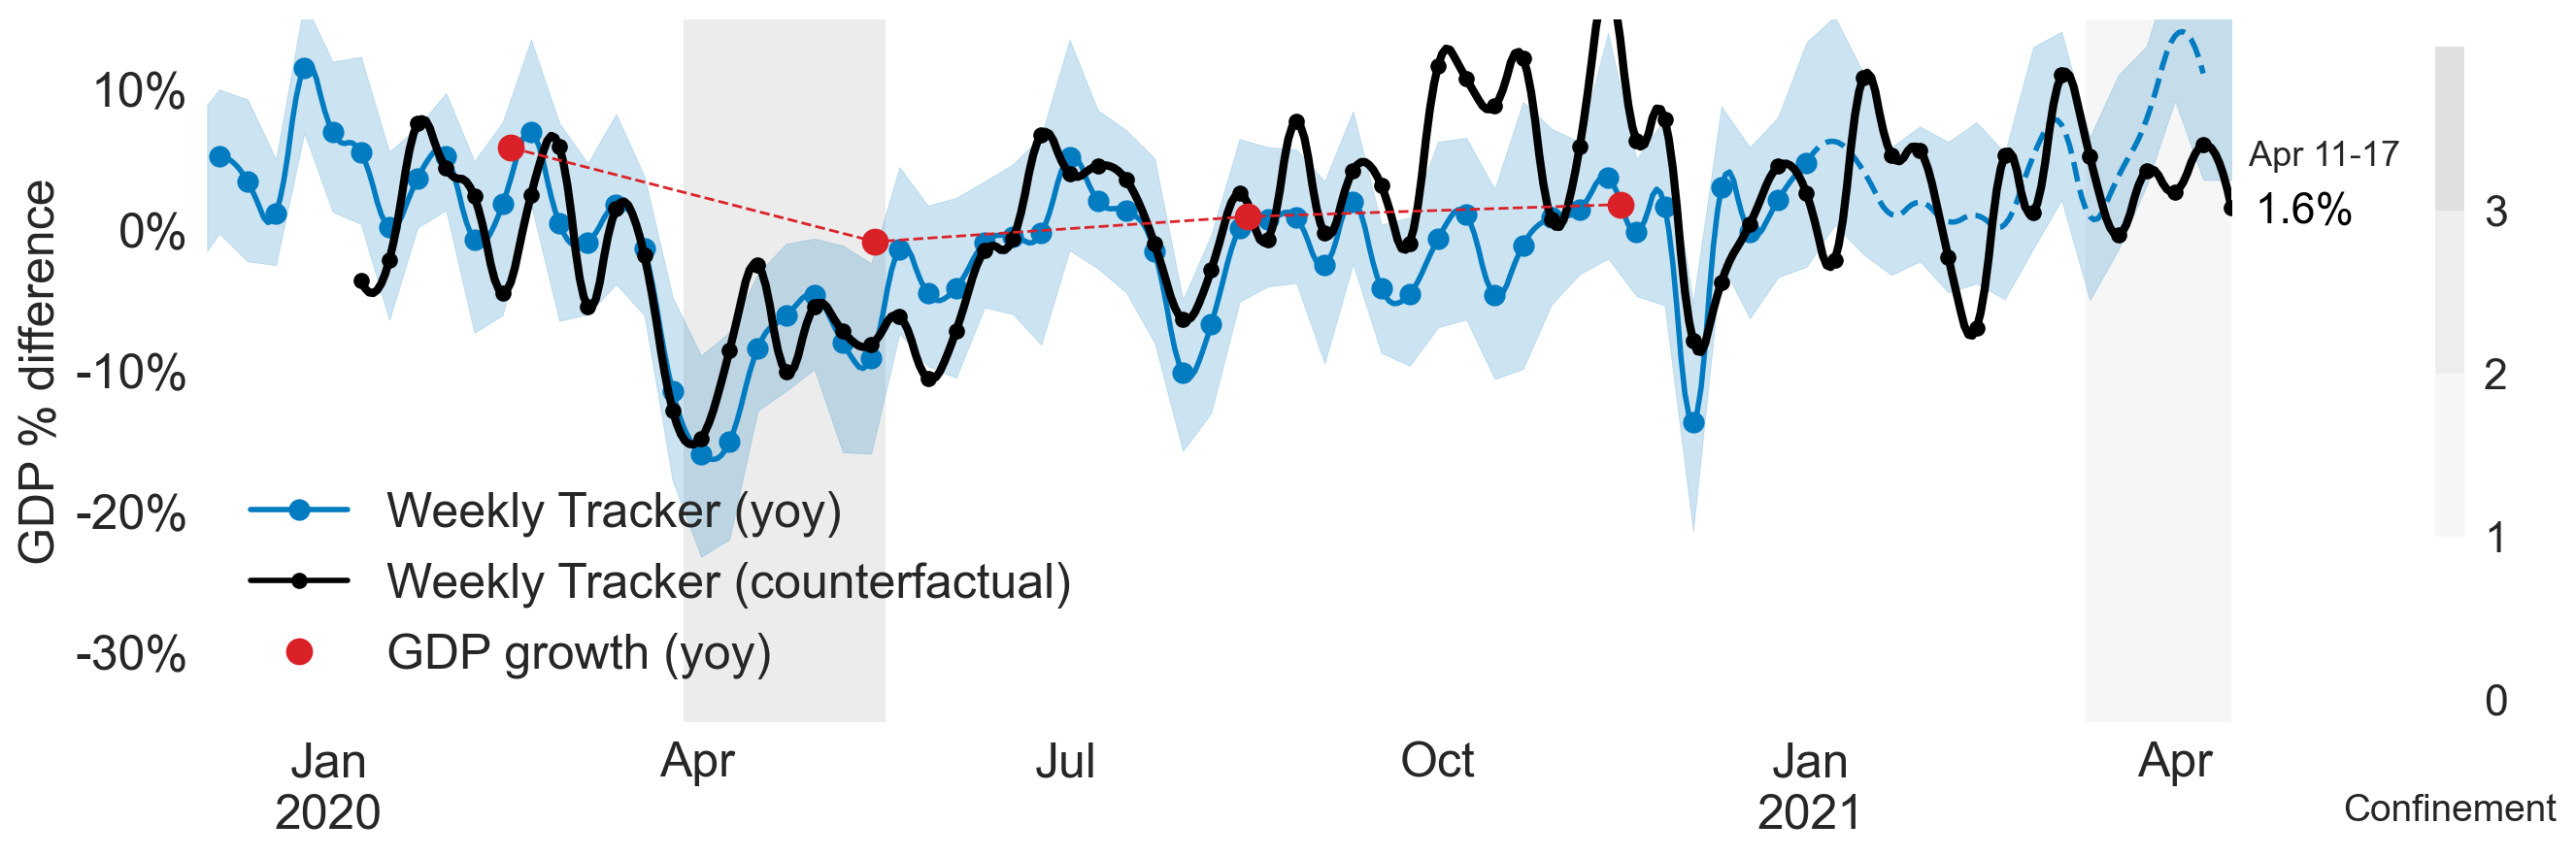 GDP % difference
10%
0%
-10%
-20%
-30%
Weekly Tracker (yoy)
Weekly Tracker (counterfactual)
GDP growth (yoy)
Apr 11-17
1.6%
3
2
1
0
Jan
2020
Apr
Jul
Oct
Jan
2021
Apr
Confinement